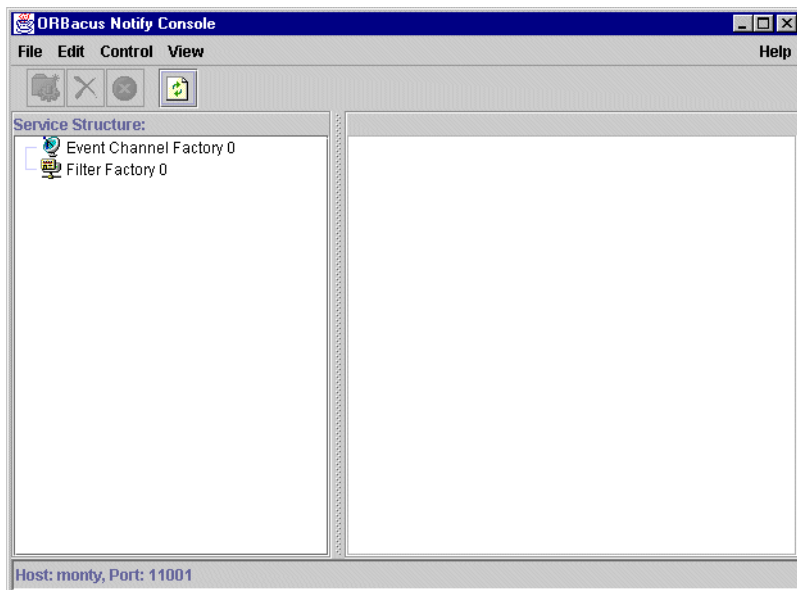 ORBacus Notify Console
File Edit Control View Help
Service Structure:
Event Channel Factory 0
Filter Factory 0
Host: monty, Port: 11001